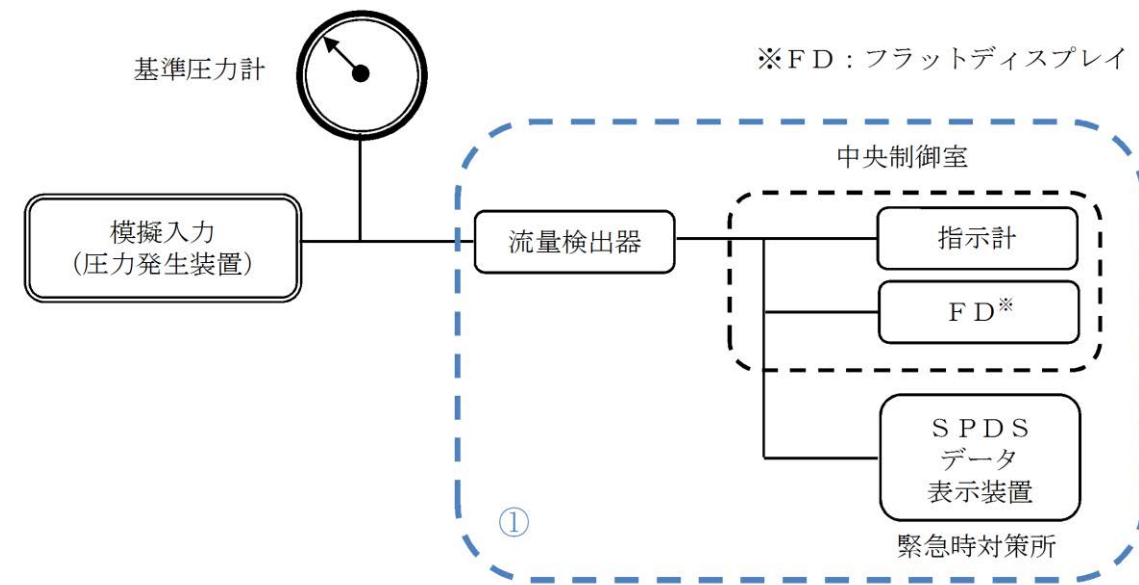 基準圧力計
※ＦＤ：フラットディスプレイ
中央制御室
模擬入力
（圧力発生装置）
流量検出器
指示計
ＦＤ※
ＳＰＤＳ
データ
表示装置
①
緊急時対策所